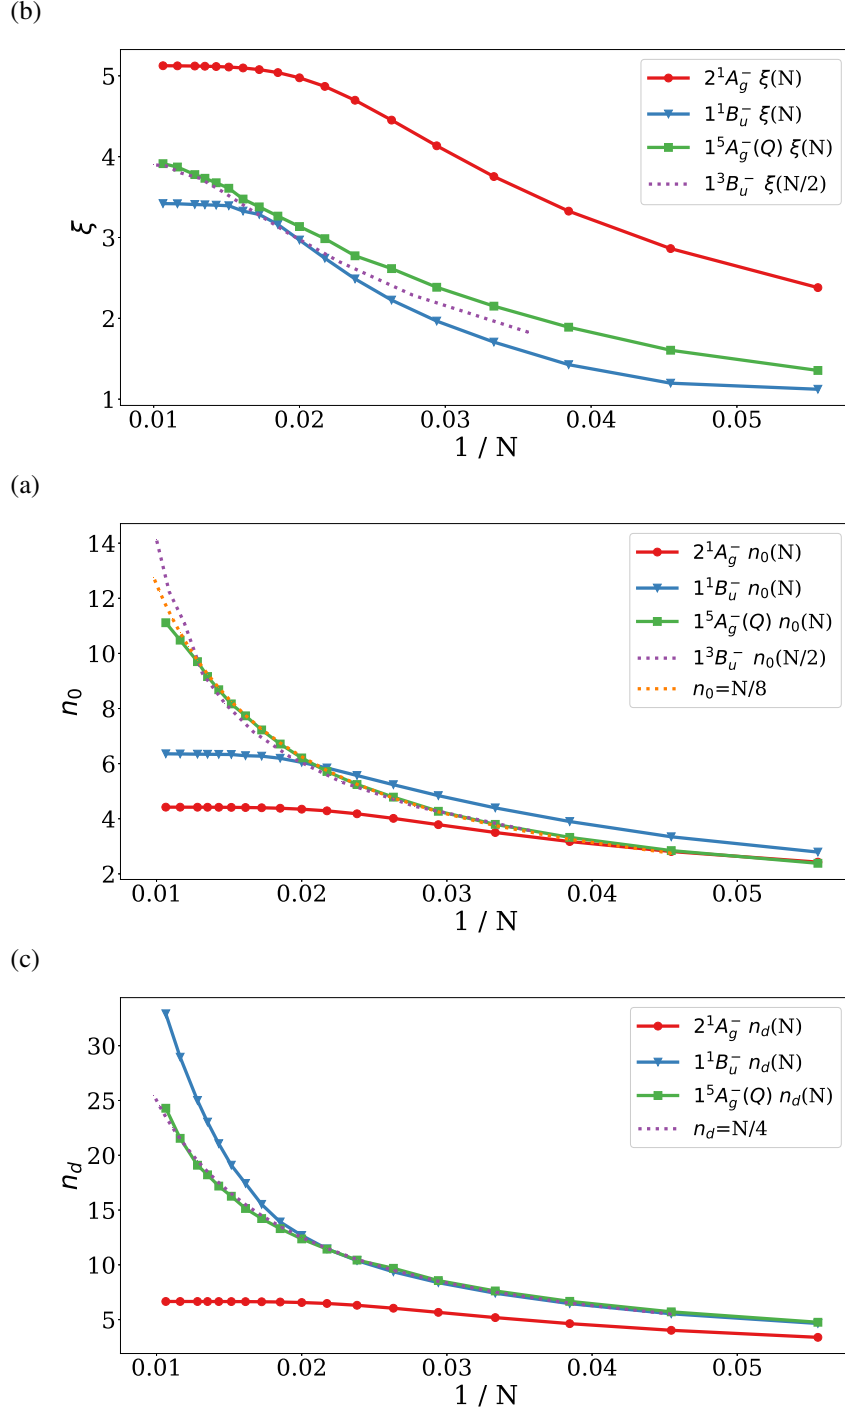 (b)
5
4
3
2
1
ξ
2¹A_g⁻ ξ(N)
1¹B_u⁻ ξ(N)
1⁵A_g⁻(Q) ξ(N)
1³B_u⁻ ξ(N/2)
0.01 0.02 0.03 0.04 0.05
1 / N
(a)
14
12
10
8
6
4
2
n₀
2¹A_g⁻ n₀(N)
1¹B_u⁻ n₀(N)
1⁵A_g⁻(Q) n₀(N)
1³B_u⁻ n₀(N/2)
n₀=N/8
0.01 0.02 0.03 0.04 0.05
1 / N
(c)
30
25
20
15
10
5
n_d
2¹A_g⁻ n_d(N)
1¹B_u⁻ n_d(N)
1⁵A_g⁻(Q) n_d(N)
n_d=N/4
0.01 0.02 0.03 0.04 0.05
1 / N